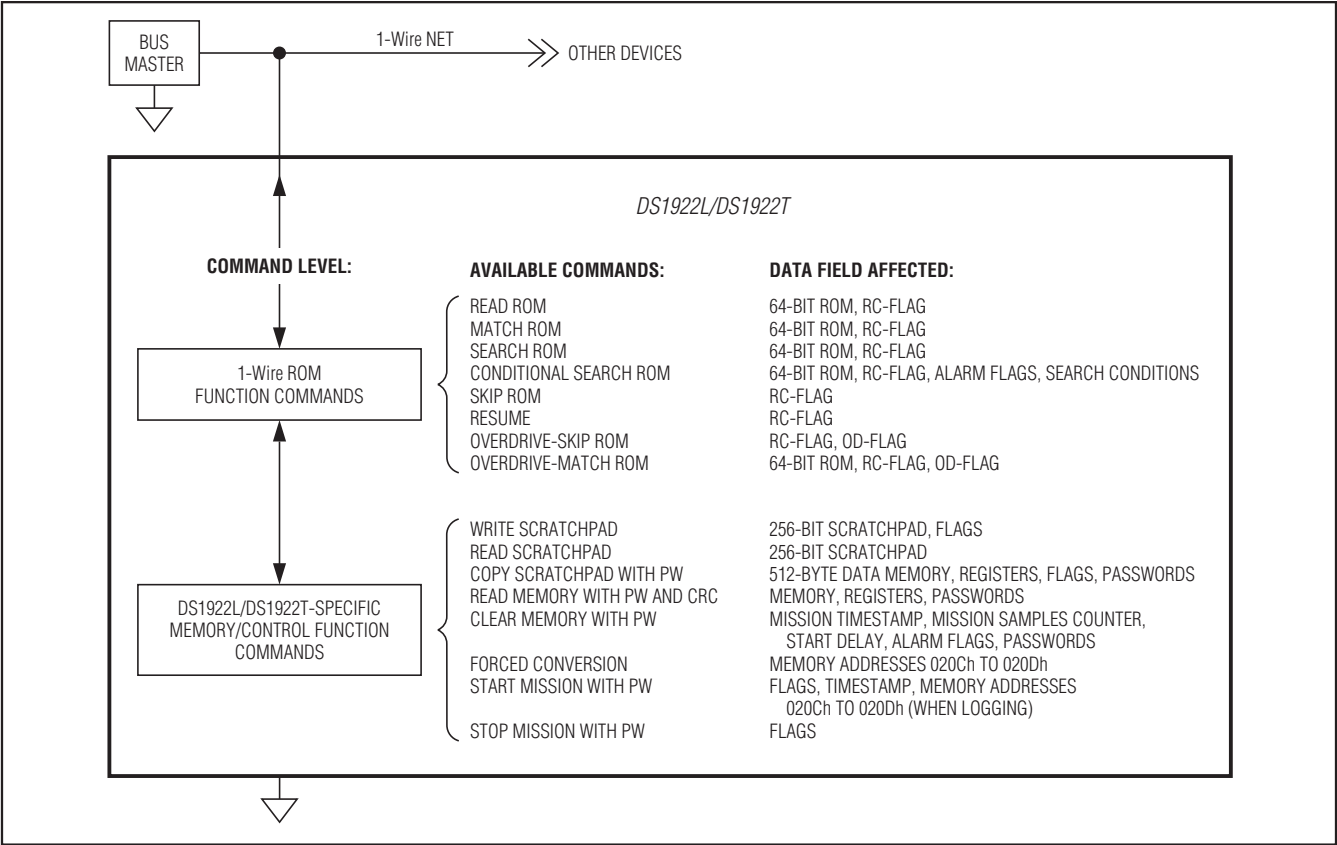 BUS
MASTER
1-Wire NET
OTHER DEVICES
DS1922L/DS1922T
COMMAND LEVEL: AVAILABLE COMMANDS: DATA FIELD AFFECTED:
READ ROM 64-BIT ROM, RC-FLAG
MATCH ROM 64-BIT ROM, RC-FLAG
SEARCH ROM 64-BIT ROM, RC-FLAG
1-Wire ROM
FUNCTION COMMANDS
CONDITIONAL SEARCH ROM 64-BIT ROM, RC-FLAG, ALARM FLAGS, SEARCH CONDITIONS
SKIP ROM RC-FLAG
RESUME RC-FLAG
OVERDRIVE-SKIP ROM RC-FLAG, OD-FLAG
OVERDRIVE-MATCH ROM 64-BIT ROM, RC-FLAG, OD-FLAG
WRITE SCRATCHPAD 256-BIT SCRATCHPAD, FLAGS
READ SCRATCHPAD 256-BIT SCRATCHPAD
COPY SCRATCHPAD WITH PW 512-BYTE DATA MEMORY, REGISTERS, FLAGS, PASSWORDS
READ MEMORY WITH PW AND CRC MEMORY, REGISTERS, PASSWORDS
DS1922L/DS1922T-SPECIFIC
MEMORY/CONTROL FUNCTION
COMMANDS
CLEAR MEMORY WITH PW MISSION TIMESTAMP, MISSION SAMPLES COUNTER,
START DELAY, ALARM FLAGS, PASSWORDS
FORCED CONVERSION MEMORY ADDRESSES 020Ch TO 020Dh
START MISSION WITH PW FLAGS, TIMESTAMP, MEMORY ADDRESSES
020Ch TO 020Dh (WHEN LOGGING)
STOP MISSION WITH PW FLAGS